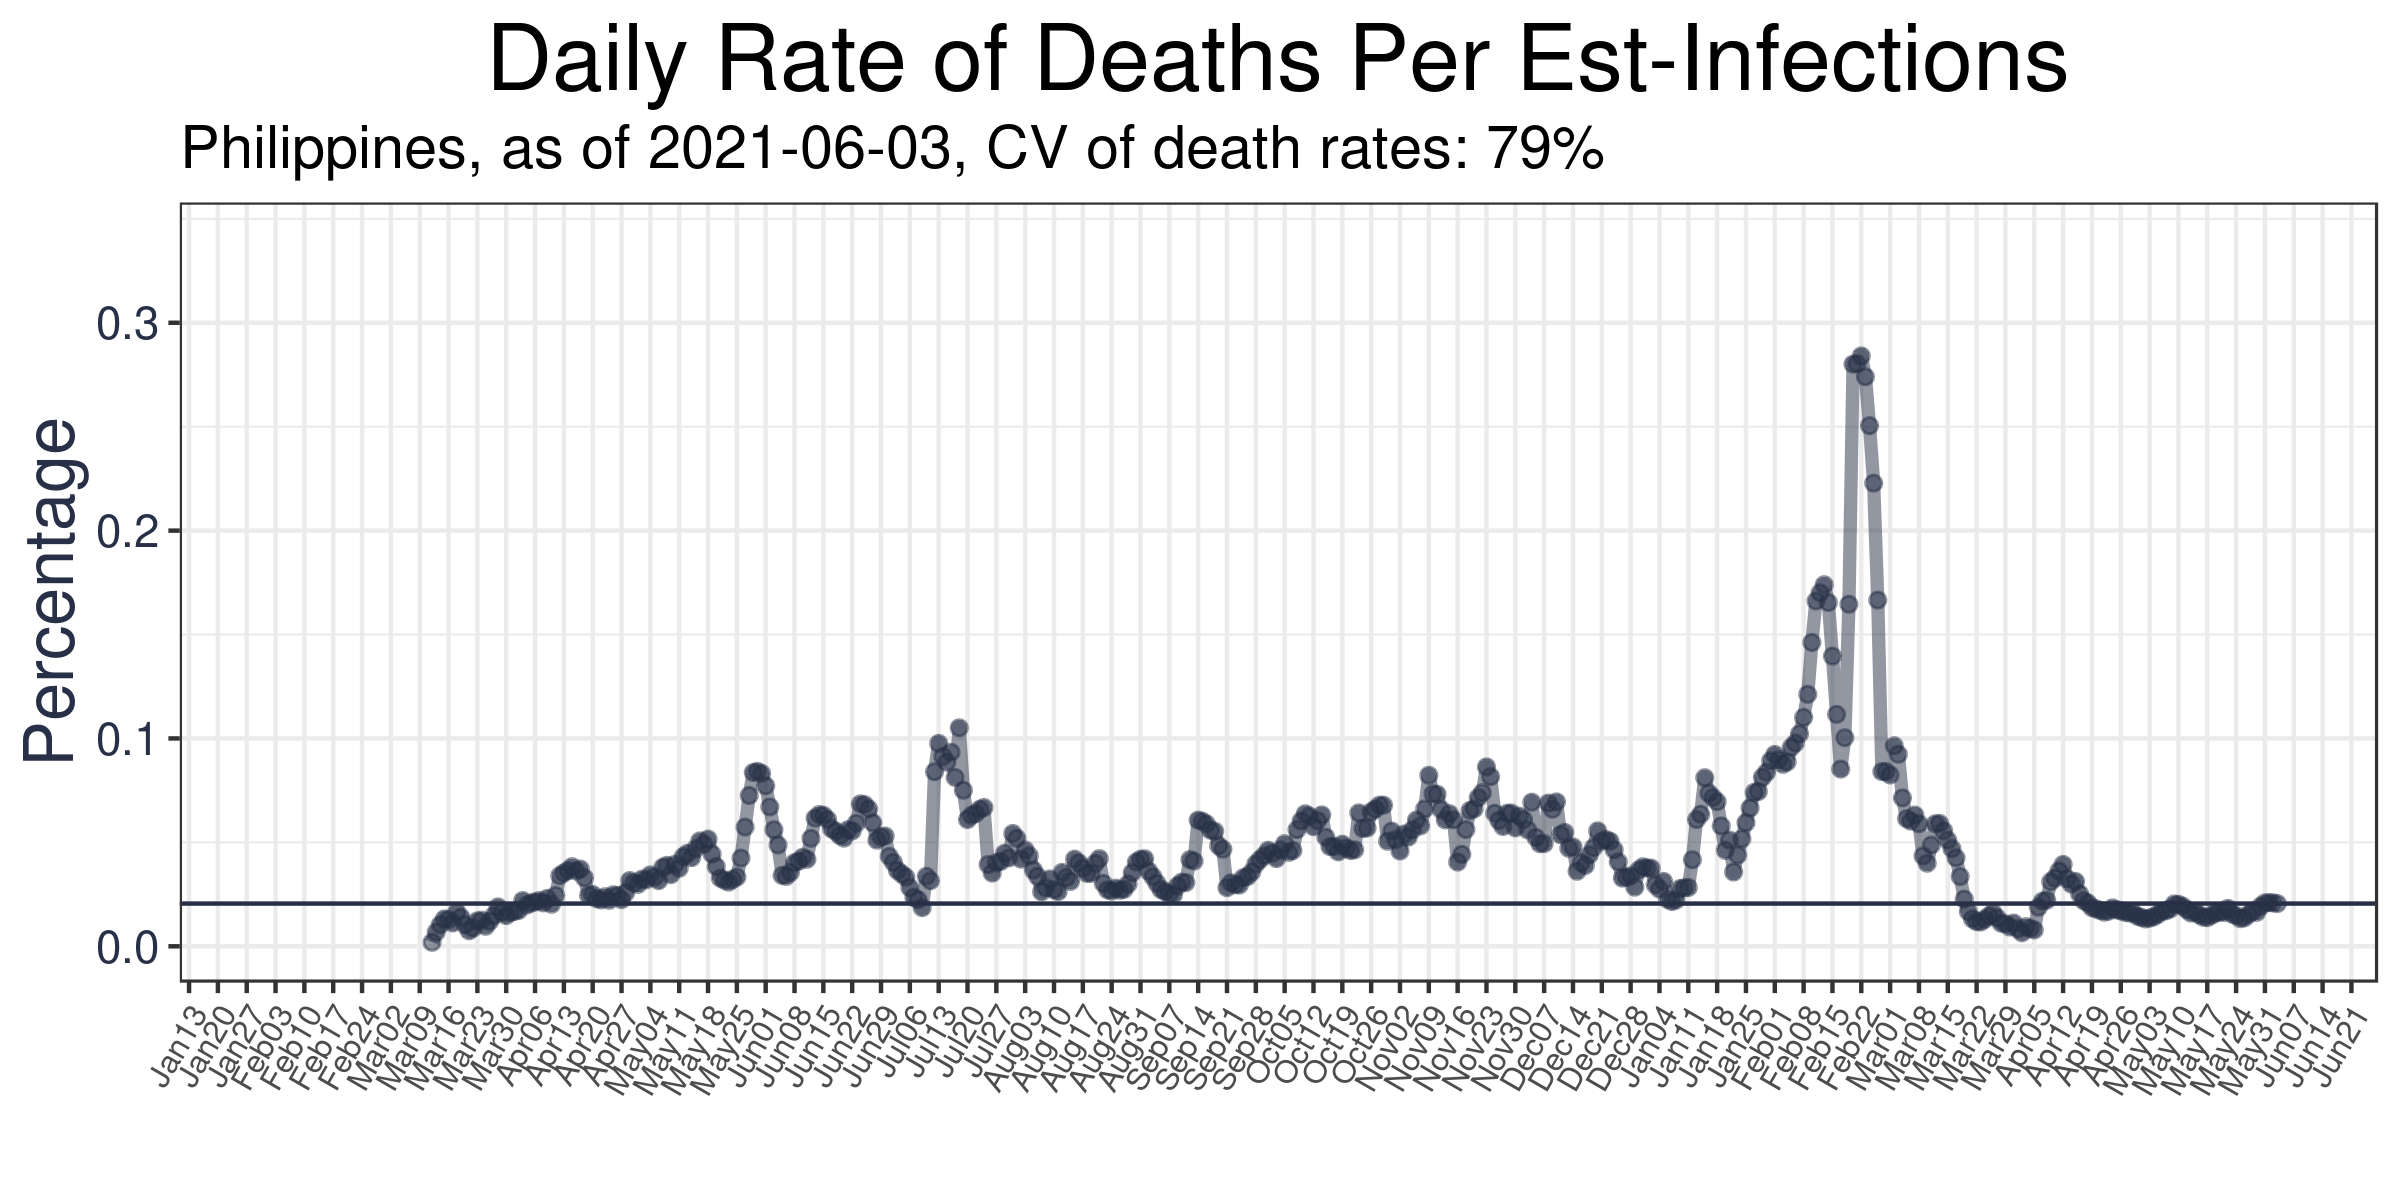 Daily Rate of Deaths Per Est-Infections
Philippines, as of 2021-06-03, CV of death rates: 79%
Percentage
0.3
0.2
0.1
0.0
Jan13 Jan20 Jan27 Feb03 Feb10 Feb17 Feb24 Mar02 Mar09 Mar16 Mar23 Mar30 Apr06 Apr13 Apr20 Apr27 May04 May11 May18 May25 Jun01 Jun08 Jun15 Jun22 Jun29 Jul06 Jul13 Jul20 Jul27 Aug03 Aug10 Aug17 Aug24 Aug31 Sep07 Sep14 Sep21 Sep28 Oct05 Oct12 Oct19 Oct26 Nov02 Nov09 Nov16 Nov23 Nov30 Dec07 Dec14 Dec21 Dec28 Jan04 Jan11 Jan18 Jan25 Feb01 Feb08 Feb15 Feb22 Mar01 Mar08 Mar15 Mar22 Mar29 Apr05 Apr12 Apr19 Apr26 May03 May10 May17 May24 May31 Jun07 Jun14 Jun21